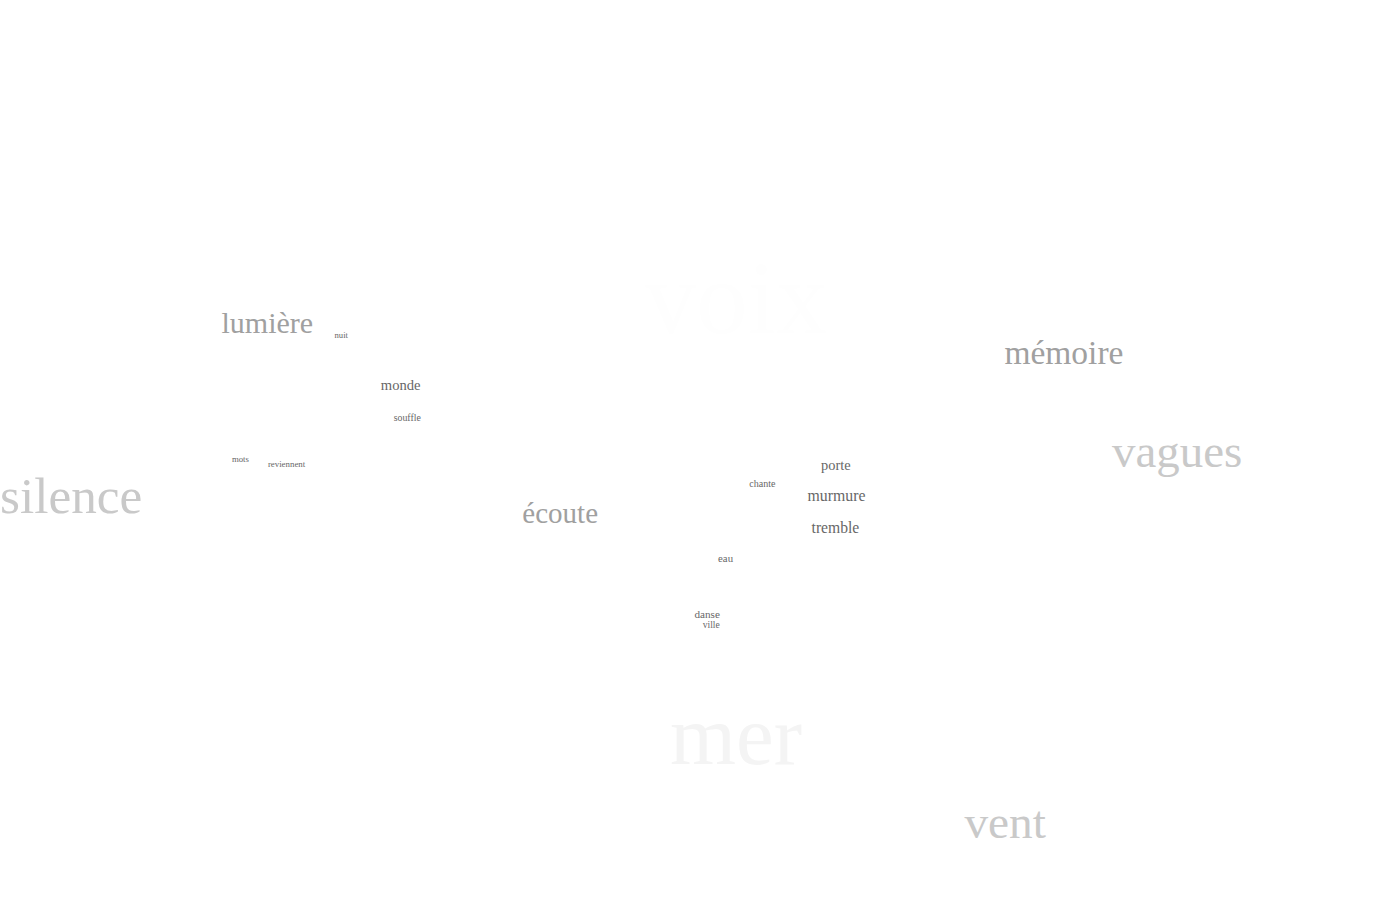 voix
lumière
nuit
mémoire
monde
souffle
vagues
mots
reviennent
porte
chante
silence
murmure
écoute
tremble
eau
danse
ville
mer
vent